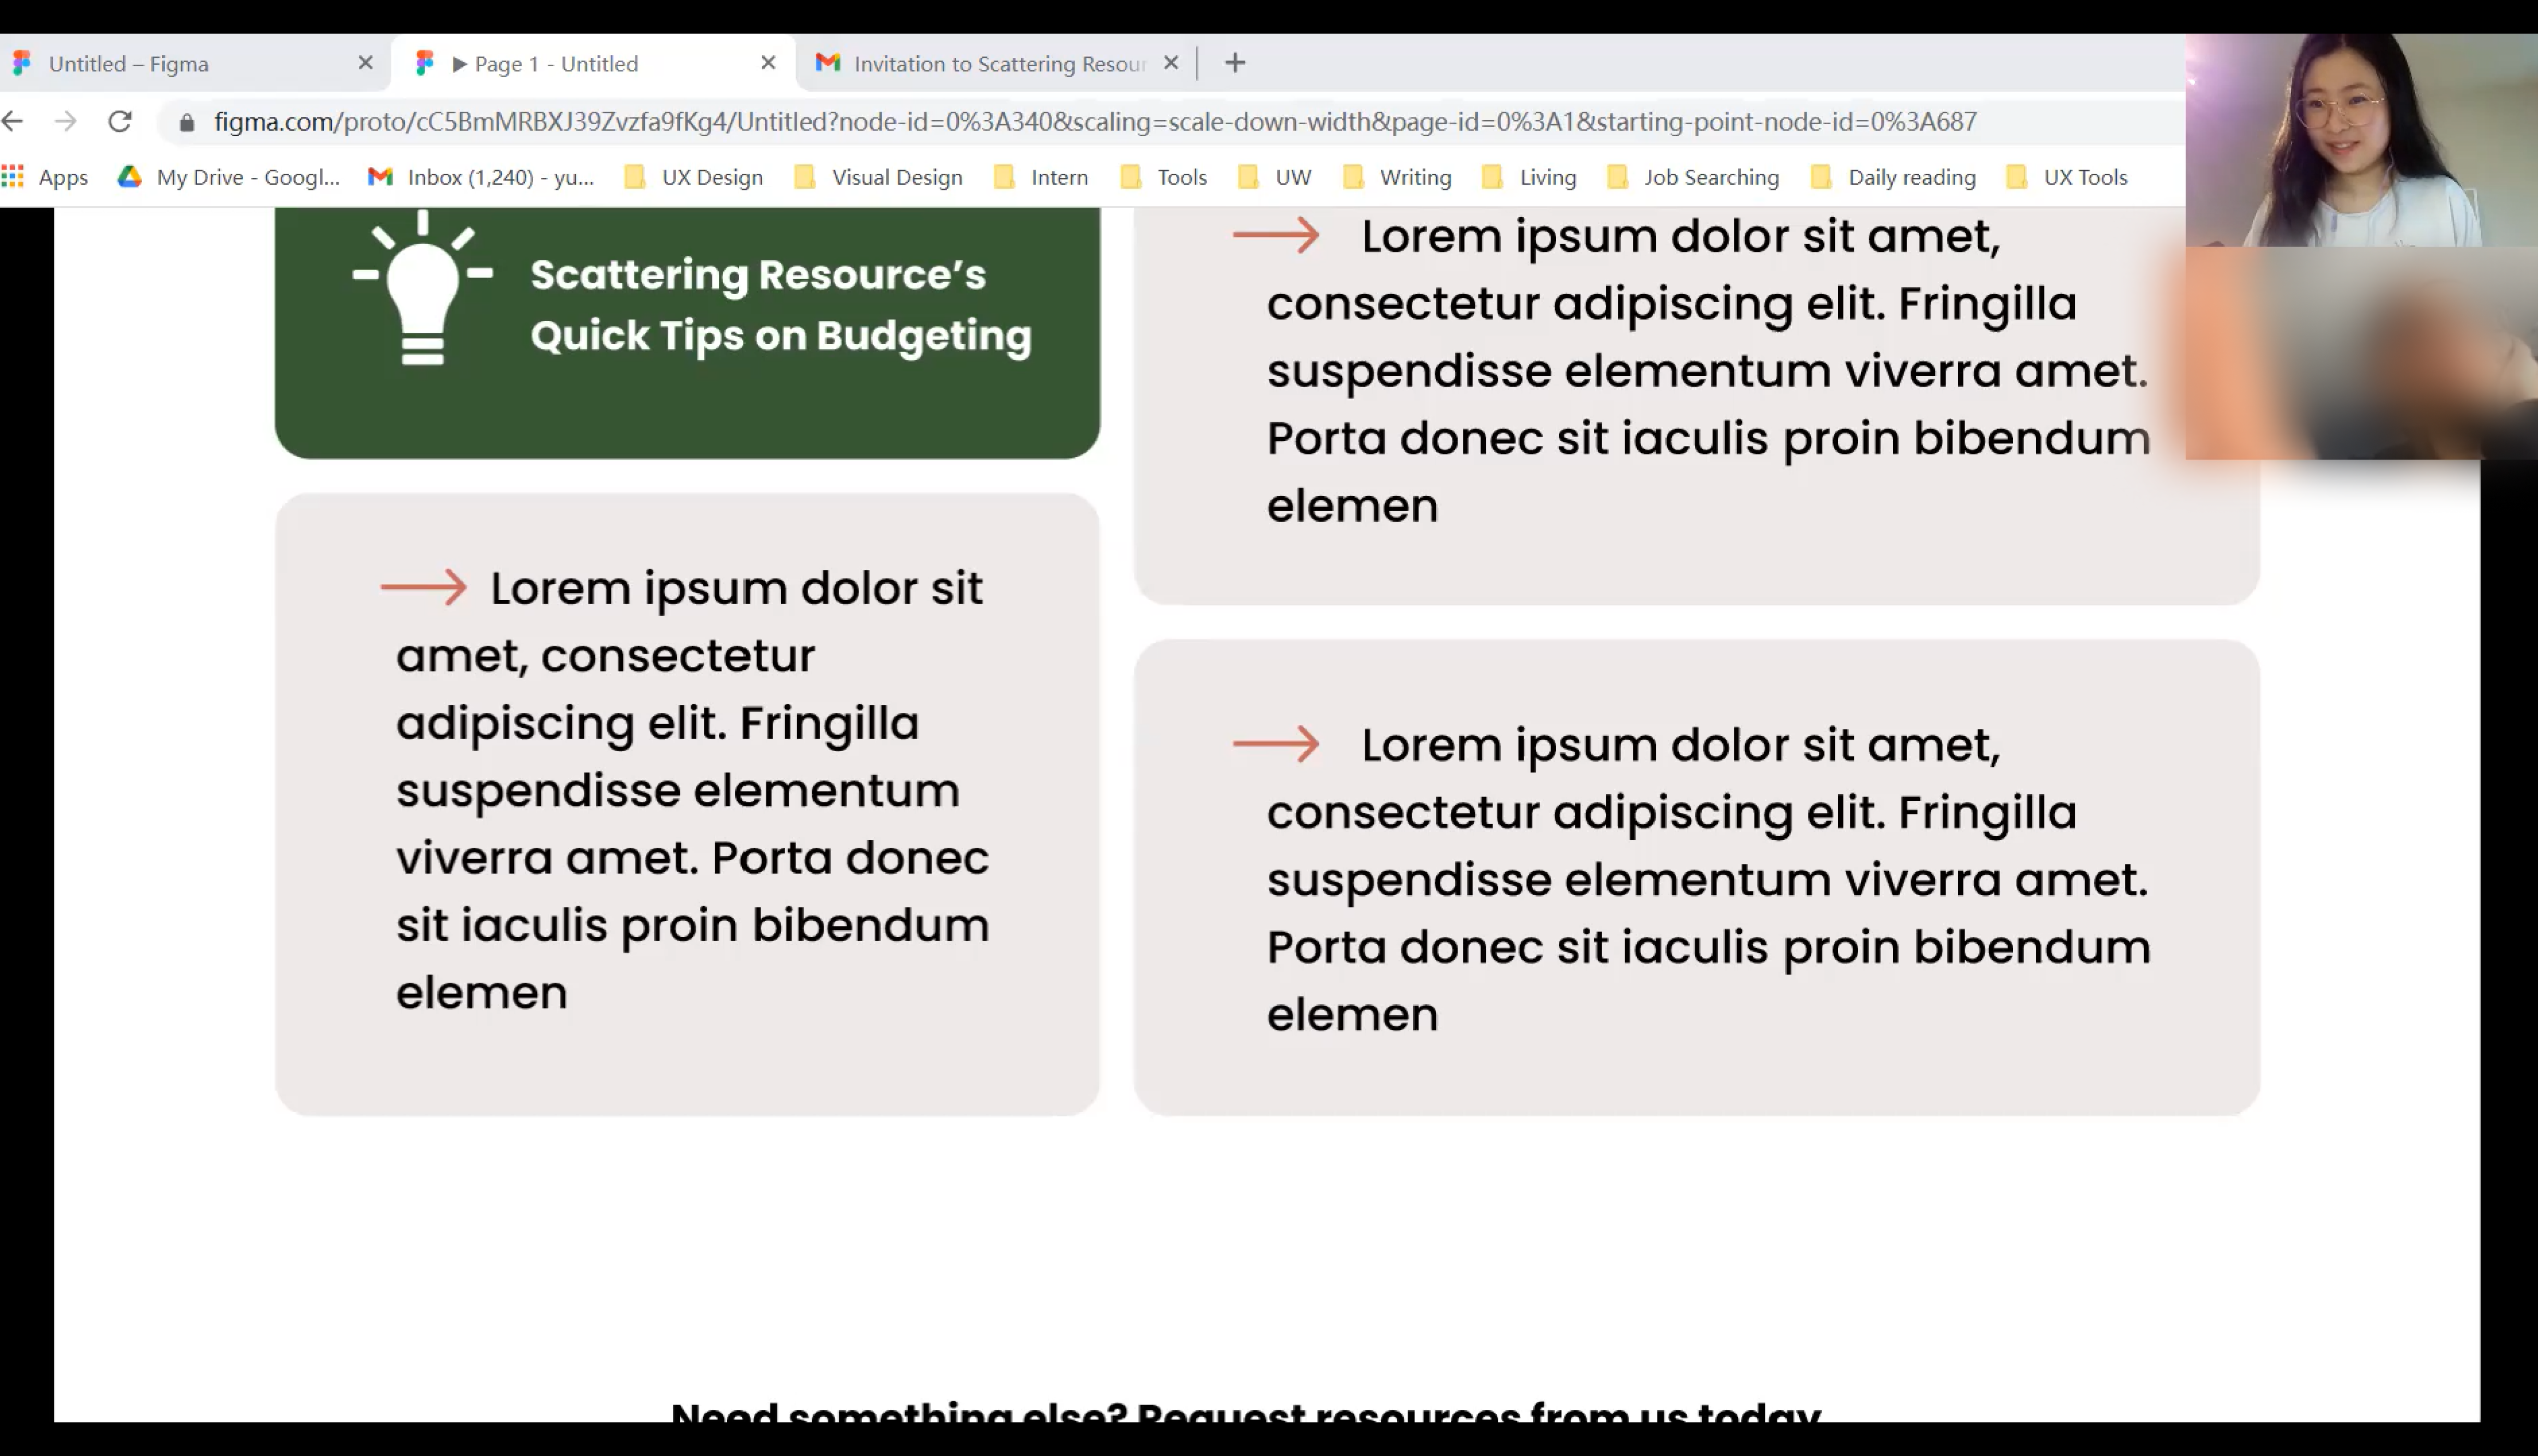 Untitled – Figma
Page 1 - Untitled
Invitation to Scattering Resour
figma.com/proto/cC5BmMRBXJ39Zvzfa9fKg4/Untitled?node-id=0%3A340&scaling=scale-down-width&page-id=0%3A1&starting-point-node-id=0%3A687
Apps
My Drive - Googl...
Inbox (1,240) - yu...
UX Design
Visual Design
Intern
Tools
UW
Writing
Living
Job Searching
Daily reading
UX Tools
Scattering Resource’s
Quick Tips on Budgeting
Lorem ipsum dolor sit
amet, consectetur
adipiscing elit. Fringilla
suspendisse elementum
viverra amet. Porta donec
sit iaculis proin bibendum
elemen
Lorem ipsum dolor sit amet,
consectetur adipiscing elit. Fringilla
suspendisse elementum viverra amet.
Porta donec sit iaculis proin bibendum
elemen
Lorem ipsum dolor sit amet,
consectetur adipiscing elit. Fringilla
suspendisse elementum viverra amet.
Porta donec sit iaculis proin bibendum
elemen
Need something else? Request resources from us today